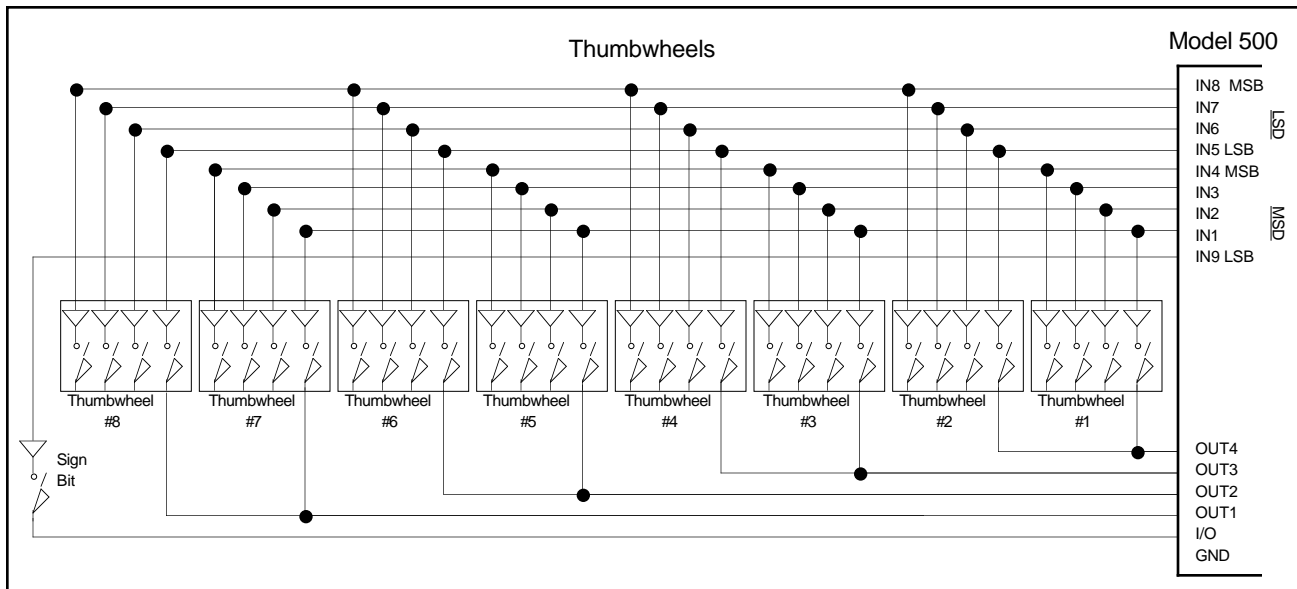 Thumbwheels
Model 500
IN8 MSB
IN7
IN6
IN5 LSB
LSD
IN4 MSB
IN3
IN2
IN1
MSD
IN9 LSB
Thumbwheel
#8
Thumbwheel
#7
Thumbwheel
#6
Thumbwheel
#5
Thumbwheel
#4
Thumbwheel
#3
Thumbwheel
#2
Thumbwheel
#1
Sign
Bit
OUT4
OUT3
OUT2
OUT1
I/O
GND